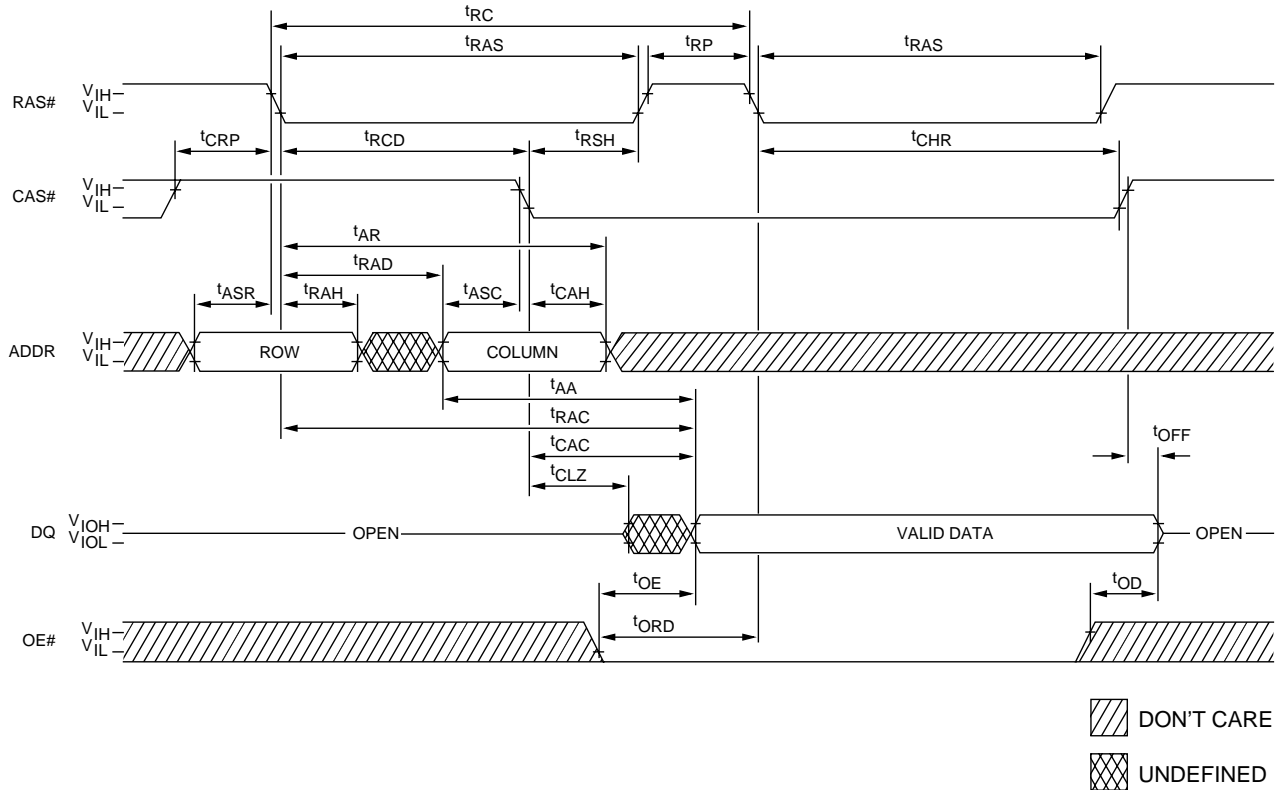 tRC
tRAS
tRP
tRAS
RAS#
VIH
VIL
tCRP
tRCD
tRSH
tCHR
CAS#
VIH
VIL
tAR
tRAD
tASR
tRAH
tASC
tCAH
ADDR
VIH
VIL
ROW
COLUMN
tAA
tRAC
tCAC
tOFF
tCLZ
DQ
VIOH
VIOL
OPEN
VALID DATA
OPEN
tOE
tOD
tORD
OE#
VIH
VIL
DON'T CARE
UNDEFINED